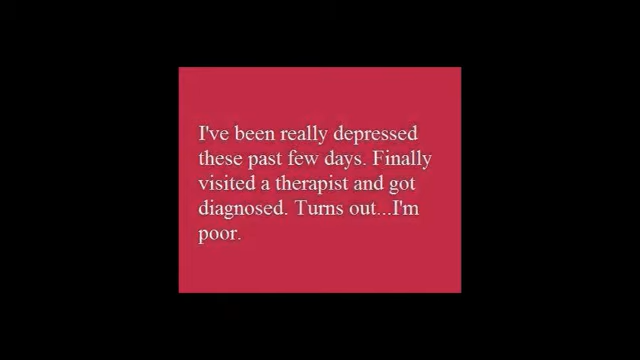 I've been really depressed
these past few days. Finally
visited a therapist and got
diagnosed. Turns out...I'm
poor.